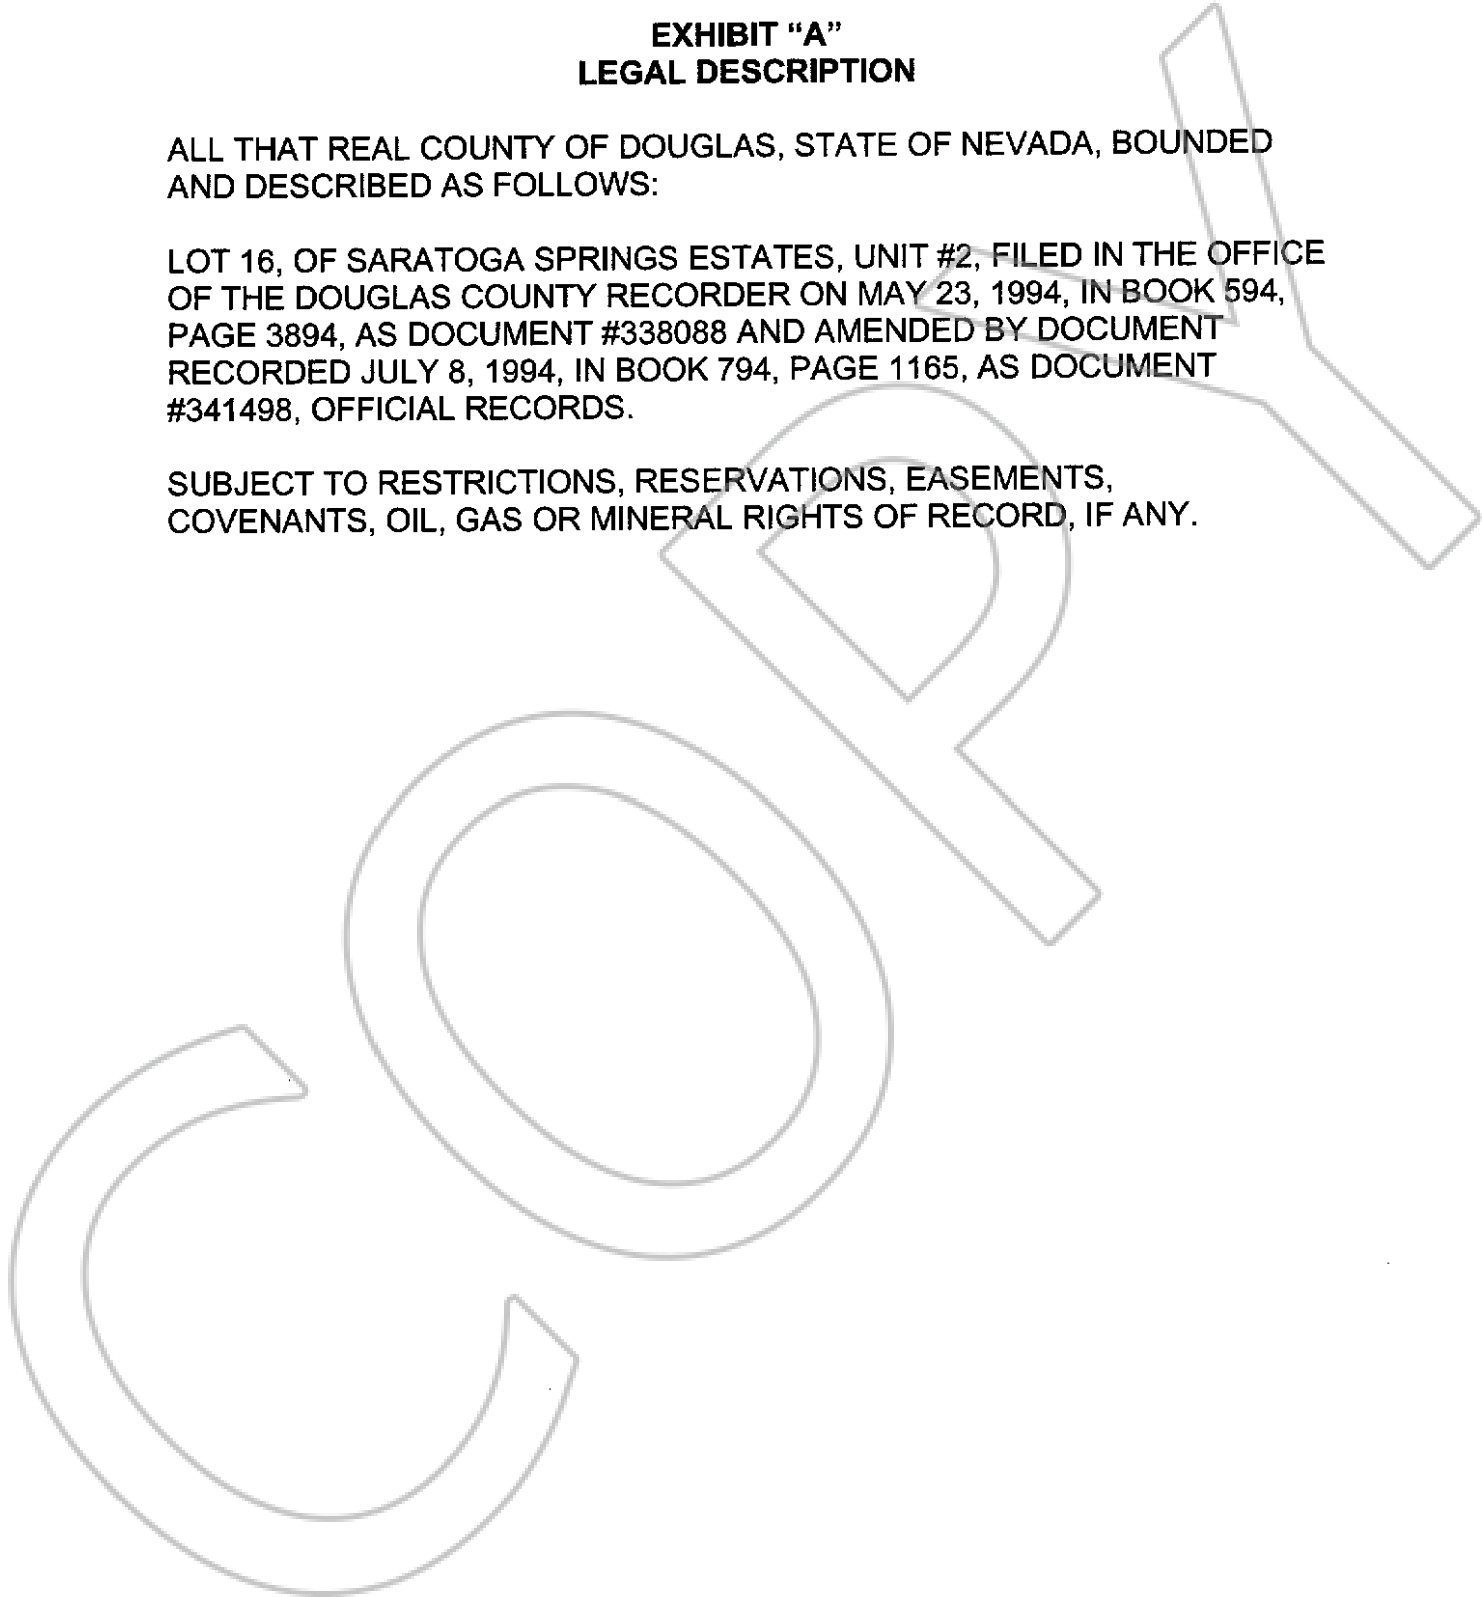 EXHIBIT “A”
LEGAL DESCRIPTION
ALL THAT REAL COUNTY OF DOUGLAS, STATE OF NEVADA, BOUNDED
AND DESCRIBED AS FOLLOWS:
LOT 16, OF SARATOGA SPRINGS ESTATES, UNIT #2, FILED IN THE OFFICE
OF THE DOUGLAS COUNTY RECORDER ON MAY 23, 1994, IN BOOK 594,
PAGE 3894, AS DOCUMENT #338088 AND AMENDED BY DOCUMENT
RECORDED JULY 8, 1994, IN BOOK 794, PAGE 1165, AS DOCUMENT
#341498, OFFICIAL RECORDS.
SUBJECT TO RESTRICTIONS, RESERVATIONS, EASEMENTS,
COVENANTS, OIL, GAS OR MINERAL RIGHTS OF RECORD, IF ANY.
COPY